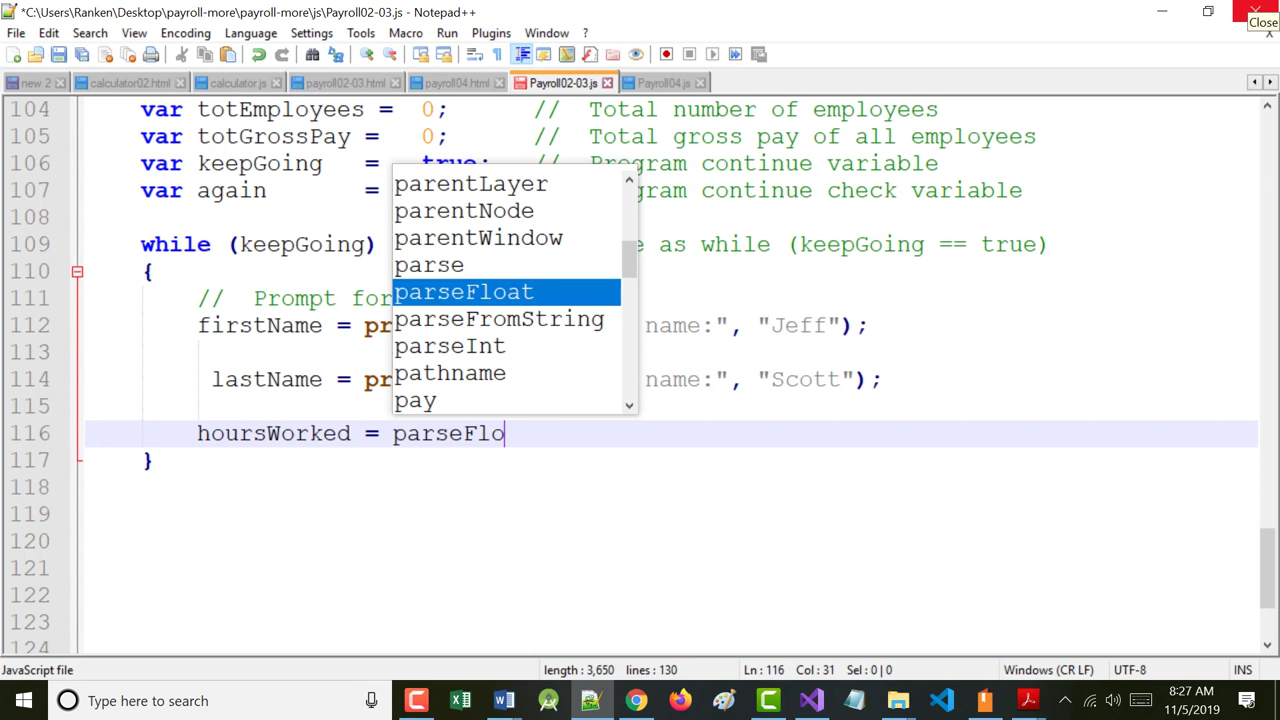 *C:\Users\Ranken\Desktop\payroll-more\payroll-more\js\Payroll02-03.js - Notepad++
Close
File Edit Search View Encoding Language Settings Tools Macro Run Plugins Window ?
new 2 calculator02.html calculator.js payroll02-03.html payroll04.html Payroll02-03.js Payroll04.js
104 var totEmployees = 0; // Total number of employees
105 var totGrossPay = 0; // Total gross pay of all employees
106 var keepGoing = true; // Program continue variable
107 var again = gram continue check variable
108
109 while (keepGoing) e as while (keepGoing == true)
110 {
111 // Prompt for
112 firstName = pr name:", "Jeff");
113
114 lastName = pr name:", "Scott");
115
116 hoursWorked = parseFlo
117 }
118
119
120
121
122
123
124
parentLayer
parentNode
parentWindow
parse
parseFloat
parseFromString
parseInt
pathname
pay
JavaScript file length : 3,650 lines : 130 Ln : 116 Col : 31 Sel : 0 | 0 Windows (CR LF) UTF-8 INS
Type here to search
8:27 AM
11/5/2019